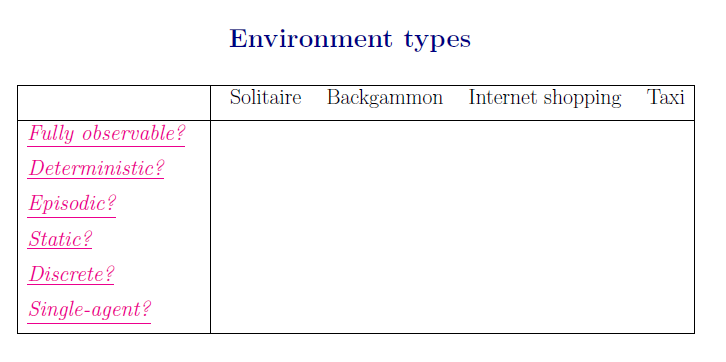 Environment types
Solitaire Backgammon Internet shopping Taxi
Fully observable?
Deterministic?
Episodic?
Static?
Discrete?
Single-agent?